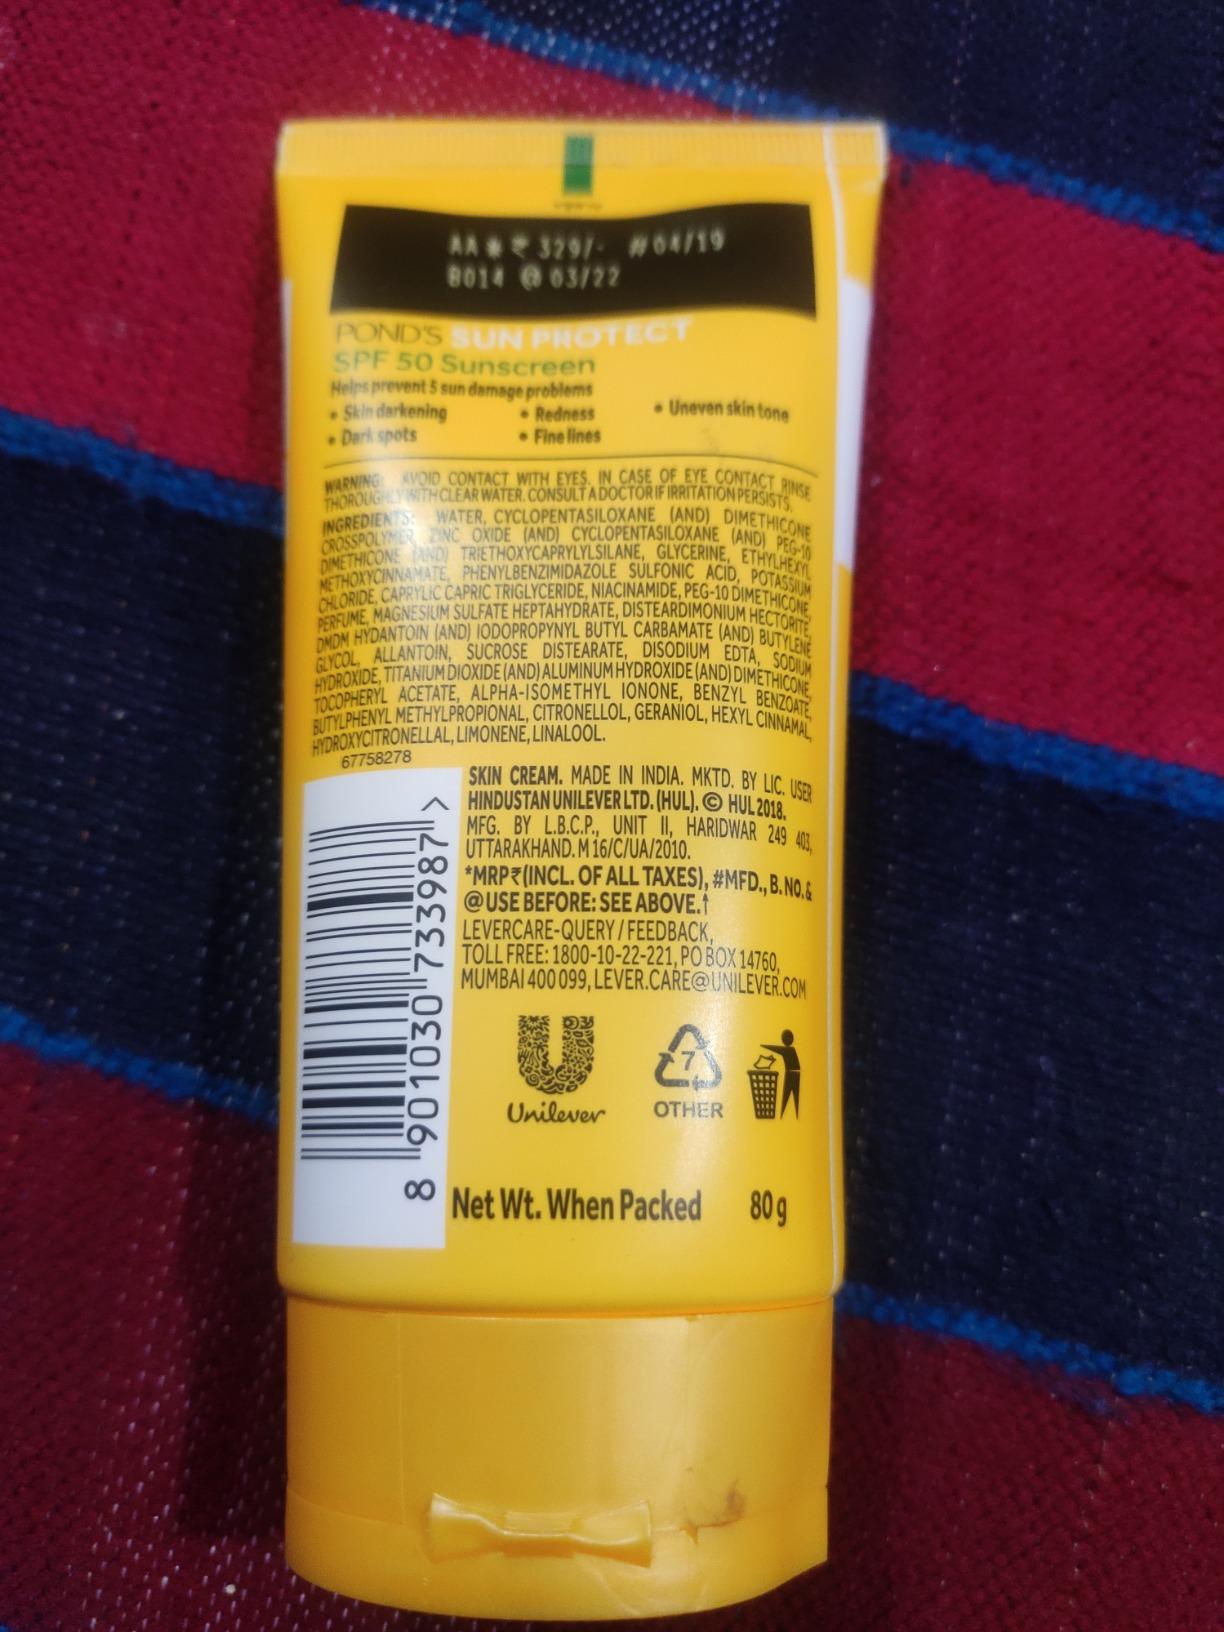 AA * ₹ 329/- #04/19
B014 @ 03/22
POND'S SUN PROTECT
SPF 50 Sunscreen
Helps prevent 5 sun damage problems
• Skin darkening • Redness • Uneven skin tone
• Dark spots • Fine lines
WARNING: AVOID CONTACT WITH EYES. IN CASE OF EYE CONTACT RINSE
THOROUGHLY WITH CLEAR WATER. CONSULT A DOCTOR IF IRRITATION PERSISTS.
INGREDIENTS: WATER, CYCLOPENTASILOXANE (AND) DIMETHICONE
CROSSPOLYMER, ZINC OXIDE (AND) CYCLOPENTASILOXANE (AND) PEG-10
DIMETHICONE (AND) TRIETHOXYCAPRYLYLSILANE, GLYCERINE, ETHYLHEXYL
METHOXYCINNAMATE, PHENYLBENZIMIDAZOLE SULFONIC ACID, POTASSIUM
CHLORIDE, CAPRYLIC CAPRIC TRIGLYCERIDE, NIACINAMIDE, PEG-10 DIMETHICONE,
PERFUME, MAGNESIUM SULFATE HEPTAHYDRATE, DISTEARDIMONIUM HECTORITE,
DMDM HYDANTOIN (AND) IODOPROPYNYL BUTYL CARBAMATE (AND) BUTYLENE
GLYCOL, ALLANTOIN, SUCROSE DISTEARATE, DISODIUM EDTA, SODIUM
HYDROXIDE, TITANIUM DIOXIDE (AND) ALUMINUM HYDROXIDE (AND) DIMETHICONE,
TOCOPHERYL ACETATE, ALPHA-ISOMETHYL IONONE, BENZYL BENZOATE,
BUTYLPHENYL METHYLPROPIONAL, CITRONELLOL, GERANIOL, HEXYL CINNAMAL,
HYDROXYCITRONELLAL, LIMONENE, LINALOOL.
67758278
SKIN CREAM. MADE IN INDIA. MKTD. BY LIC. USER
HINDUSTAN UNILEVER LTD. (HUL). © HUL 2018.
MFG. BY L.B.C.P., UNIT II, HARIDWAR 249 403,
UTTARAKHAND. M 16/C/UA/2010.
*MRP₹(INCL. OF ALL TAXES), #MFD., B. NO. &
@ USE BEFORE: SEE ABOVE.↑
LEVERCARE-QUERY / FEEDBACK,
TOLL FREE: 1800-10-22-221, PO BOX 14760,
MUMBAI 400 099, LEVER.CARE@UNILEVER.COM
8 901030 733987 >
Unilever
7
OTHER
Net Wt. When Packed 80 g